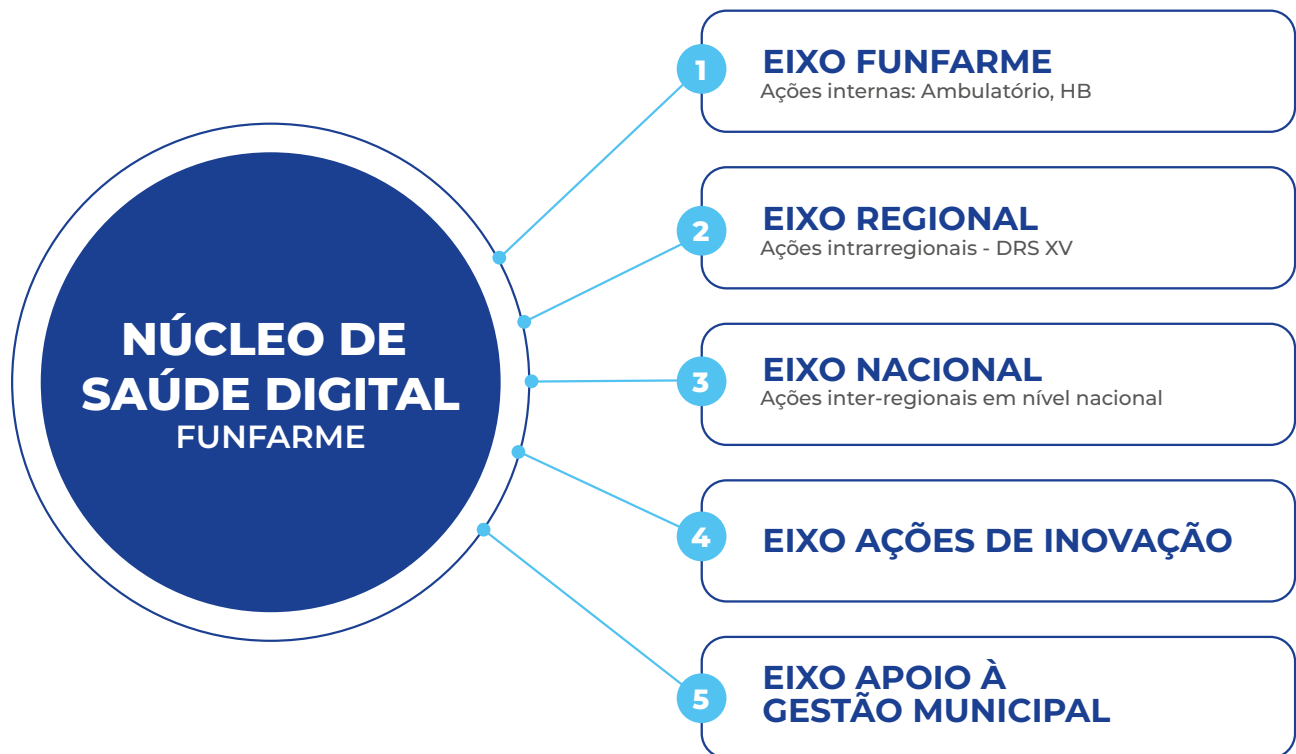 NÚCLEO DE
SAÚDE DIGITAL
FUNFARME
1
EIXO FUNFARME
Ações internas: Ambulatório, HB
2
EIXO REGIONAL
Ações intrarregionais - DRS XV
3
EIXO NACIONAL
Ações inter-regionais em nível nacional
4
EIXO AÇÕES DE INOVAÇÃO
5
EIXO APOIO À
GESTÃO MUNICIPAL